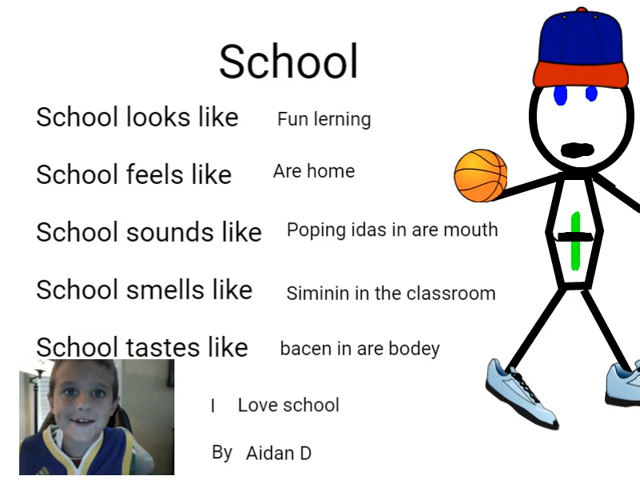 School
School looks like Fun lerning
School feels like Are home
School sounds like Poping idas in are mouth
School smells like Siminin in the classroom
School tastes like bacen in are bodey
I Love school
By Aidan D